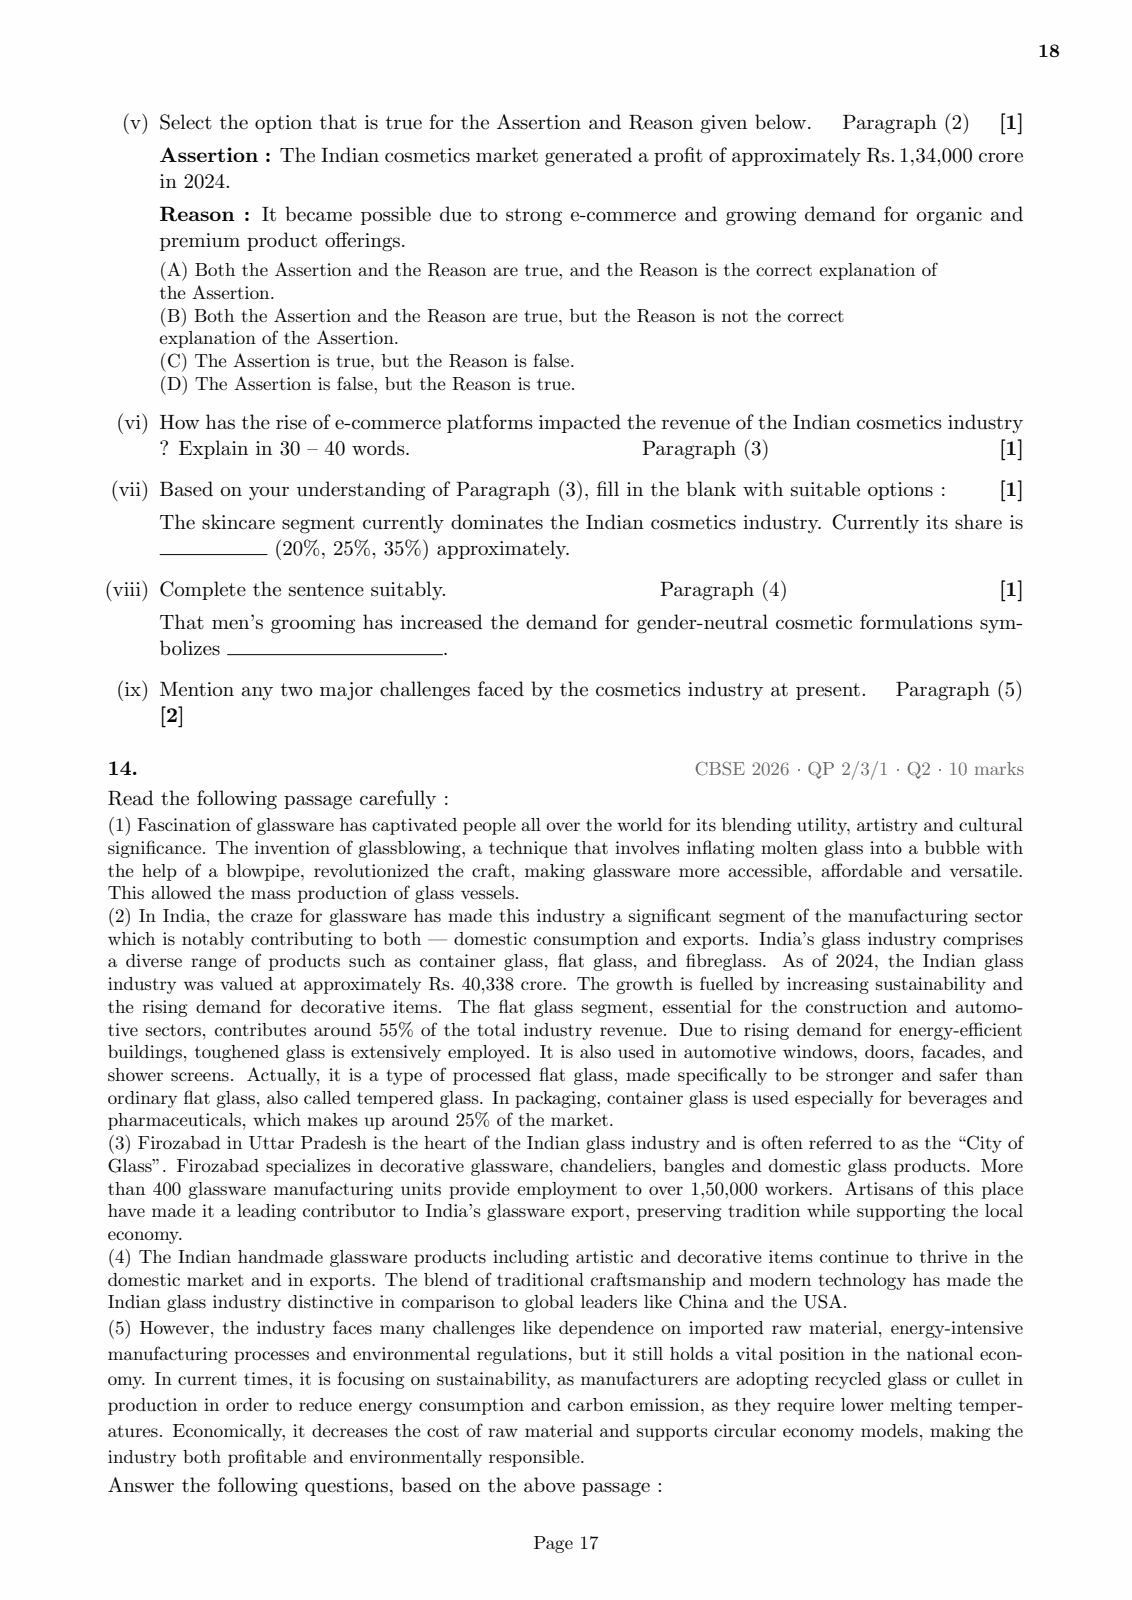 18
(v) Select the option that is true for the Assertion and Reason given below. Paragraph (2) [1]
Assertion : The Indian cosmetics market generated a profit of approximately Rs. 1,34,000 crore
in 2024.
Reason : It became possible due to strong e-commerce and growing demand for organic and
premium product offerings.
(A) Both the Assertion and the Reason are true, and the Reason is the correct explanation of
the Assertion.
(B) Both the Assertion and the Reason are true, but the Reason is not the correct
explanation of the Assertion.
(C) The Assertion is true, but the Reason is false.
(D) The Assertion is false, but the Reason is true.
(vi) How has the rise of e-commerce platforms impacted the revenue of the Indian cosmetics industry
? Explain in 30 – 40 words. Paragraph (3) [1]
(vii) Based on your understanding of Paragraph (3), fill in the blank with suitable options : [1]
The skincare segment currently dominates the Indian cosmetics industry. Currently its share is
__________ (20%, 25%, 35%) approximately.
(viii) Complete the sentence suitably. Paragraph (4) [1]
That men's grooming has increased the demand for gender-neutral cosmetic formulations sym-
bolizes ____________________.
(ix) Mention any two major challenges faced by the cosmetics industry at present. Paragraph (5)
[2]
14. CBSE 2026 · QP 2/3/1 · Q2 · 10 marks
Read the following passage carefully :
(1) Fascination of glassware has captivated people all over the world for its blending utility, artistry and cultural
significance. The invention of glassblowing, a technique that involves inflating molten glass into a bubble with
the help of a blowpipe, revolutionized the craft, making glassware more accessible, affordable and versatile.
This allowed the mass production of glass vessels.
(2) In India, the craze for glassware has made this industry a significant segment of the manufacturing sector
which is notably contributing to both — domestic consumption and exports. India's glass industry comprises
a diverse range of products such as container glass, flat glass, and fibreglass. As of 2024, the Indian glass
industry was valued at approximately Rs. 40,338 crore. The growth is fuelled by increasing sustainability and
the rising demand for decorative items. The flat glass segment, essential for the construction and automo-
tive sectors, contributes around 55% of the total industry revenue. Due to rising demand for energy-efficient
buildings, toughened glass is extensively employed. It is also used in automotive windows, doors, facades, and
shower screens. Actually, it is a type of processed flat glass, made specifically to be stronger and safer than
ordinary flat glass, also called tempered glass. In packaging, container glass is used especially for beverages and
pharmaceuticals, which makes up around 25% of the market.
(3) Firozabad in Uttar Pradesh is the heart of the Indian glass industry and is often referred to as the “City of
Glass”. Firozabad specializes in decorative glassware, chandeliers, bangles and domestic glass products. More
than 400 glassware manufacturing units provide employment to over 1,50,000 workers. Artisans of this place
have made it a leading contributor to India's glassware export, preserving tradition while supporting the local
economy.
(4) The Indian handmade glassware products including artistic and decorative items continue to thrive in the
domestic market and in exports. The blend of traditional craftsmanship and modern technology has made the
Indian glass industry distinctive in comparison to global leaders like China and the USA.
(5) However, the industry faces many challenges like dependence on imported raw material, energy-intensive
manufacturing processes and environmental regulations, but it still holds a vital position in the national econ-
omy. In current times, it is focusing on sustainability, as manufacturers are adopting recycled glass or cullet in
production in order to reduce energy consumption and carbon emission, as they require lower melting temper-
atures. Economically, it decreases the cost of raw material and supports circular economy models, making the
industry both profitable and environmentally responsible.
Answer the following questions, based on the above passage :
Page 17